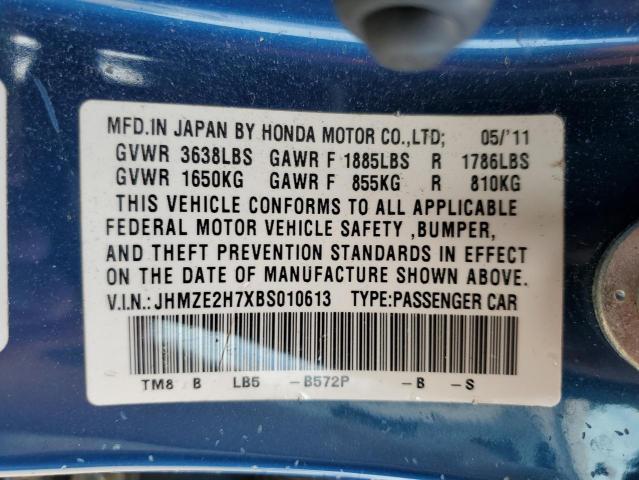 MFD.IN JAPAN BY HONDA MOTOR CO.,LTD; 05/'11
GVWR 3638LBS GAWR F 1885LBS R 1786LBS
GVWR 1650KG GAWR F 855KG R 810KG
THIS VEHICLE CONFORMS TO ALL APPLICABLE
FEDERAL MOTOR VEHICLE SAFETY ,BUMPER,
AND THEFT PREVENTION STANDARDS IN EFFECT
ON THE DATE OF MANUFACTURE SHOWN ABOVE.
V.I.N.: JHMZE2H7XBS010613 TYPE:PASSENGER CAR
TM8 B LB5 -B572P -B -S